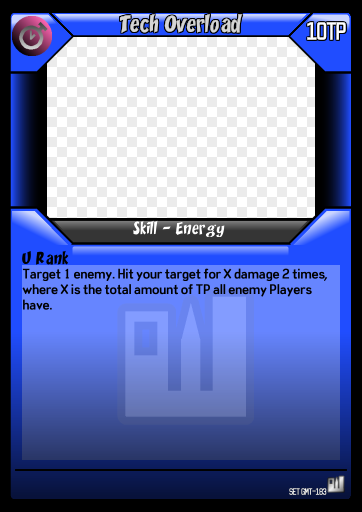 Tech Overload
10TP
Skill - Energy
U Rank
Target 1 enemy. Hit your target for X damage 2 times,
where X is the total amount of TP all enemy Players
have.
SET GMT-183